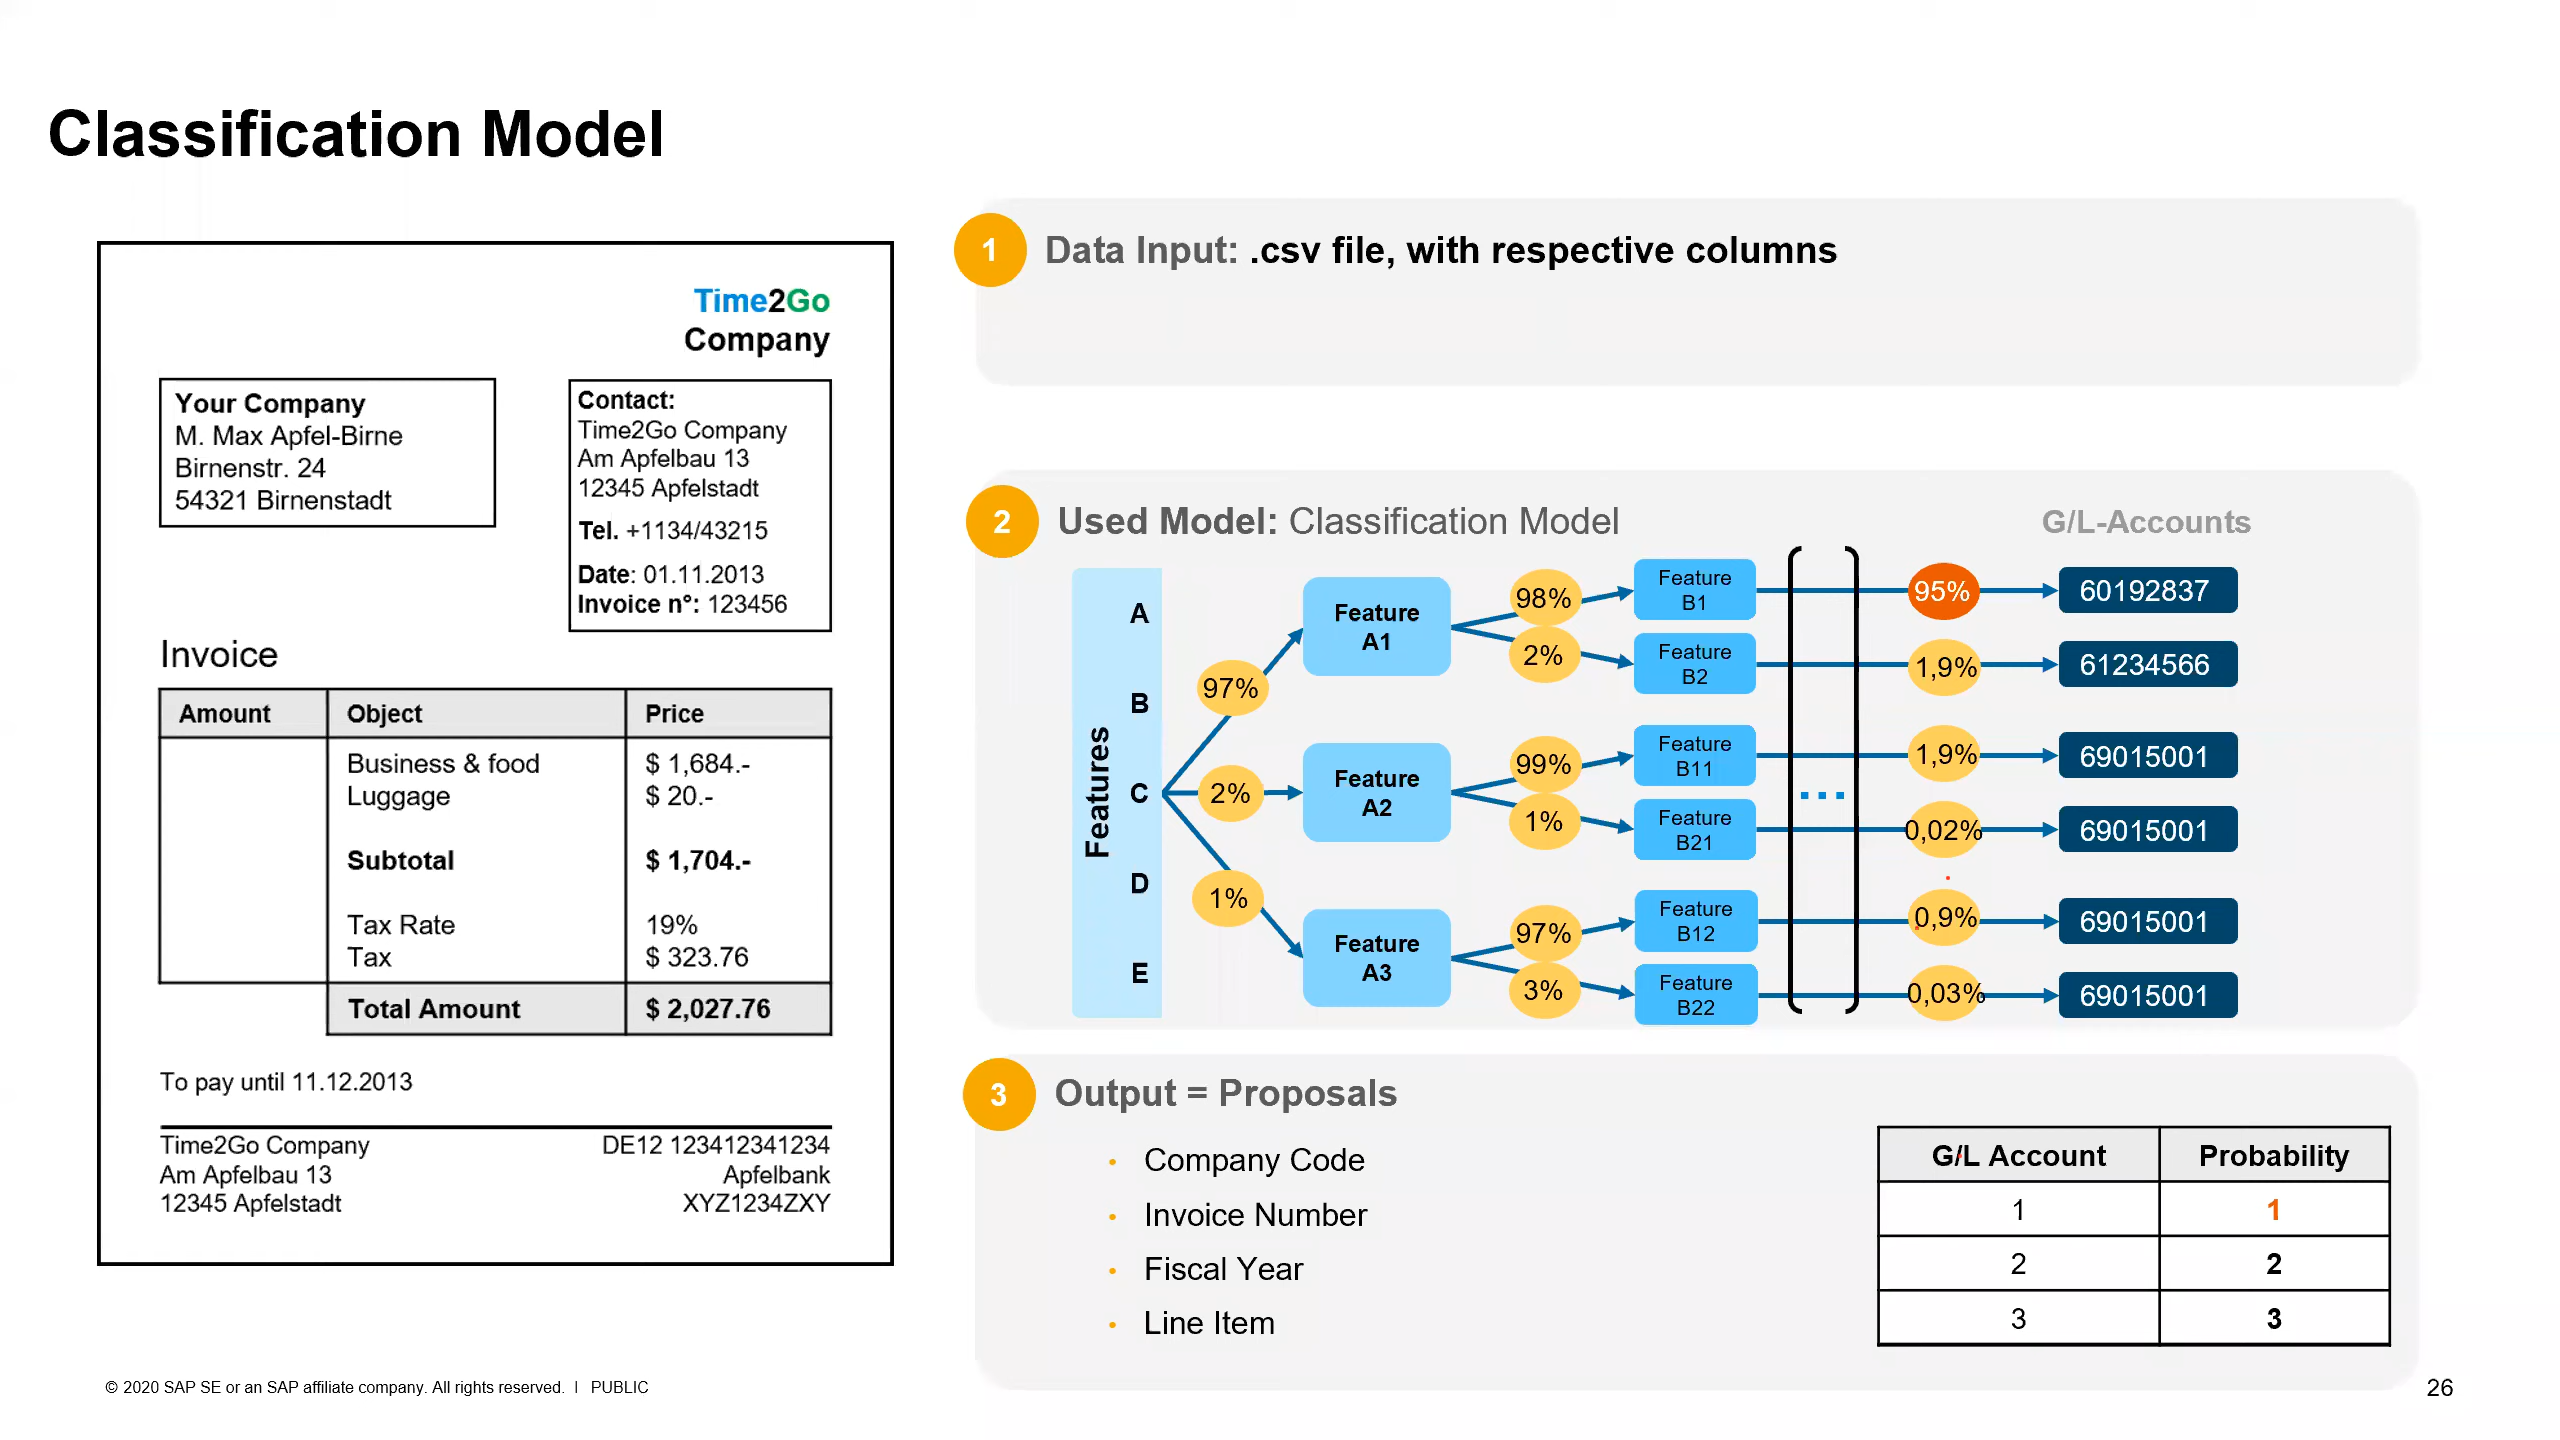 Classification Model
Time2Go
Company
Your Company
M. Max Apfel-Birne
Birnenstr. 24
54321 Birnenstadt
Contact:
Time2Go Company
Am Apfelbau 13
12345 Apfelstadt
Tel. +1134/43215
Date: 01.11.2013
Invoice n°: 123456
Invoice
Amount Object Price
Business & food $ 1,684.-
Luggage $ 20.-
Subtotal $ 1,704.-
Tax Rate 19%
Tax $ 323.76
Total Amount $ 2,027.76
To pay until 11.12.2013
Time2Go Company DE12 123412341234
Am Apfelbau 13 Apfelbank
12345 Apfelstadt XYZ1234ZXY
1 Data Input: .csv file, with respective columns
2 Used Model: Classification Model
G/L-Accounts
Features
A
B
C
D
E
97%
2%
1%
Feature
A1
Feature
A2
Feature
A3
98%
2%
99%
1%
97%
3%
Feature
B1
Feature
B2
Feature
B11
Feature
B21
Feature
B12
Feature
B22
...
95% 60192837
1,9% 61234566
1,9% 69015001
0,02% 69015001
0,9% 69015001
0,03% 69015001
3 Output = Proposals
• Company Code
• Invoice Number
• Fiscal Year
• Line Item
G/L Account Probability
1 1
2 2
3 3
© 2020 SAP SE or an SAP affiliate company. All rights reserved. | PUBLIC
26